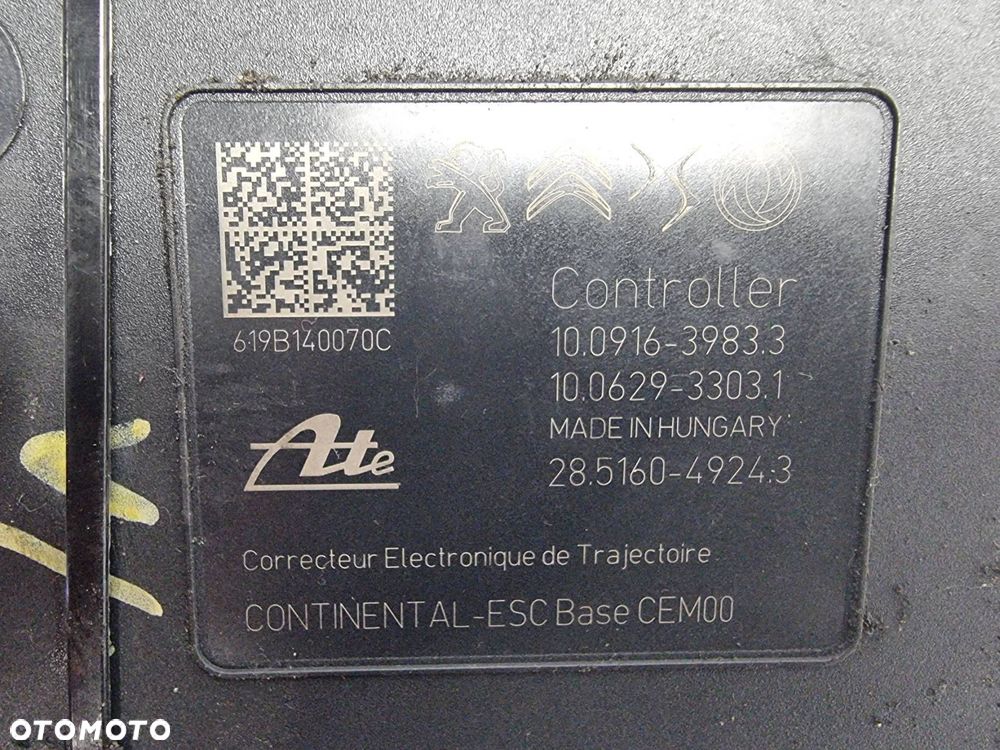 619B140070C
Controller
10.0916-3983.3
10.0629-3303.1
MADE IN HUNGARY
28.5160-4924.3
Ate
Correcteur Electronique de Trajectoire
CONTINENTAL-ESC Base CEM00
OTOMOTO